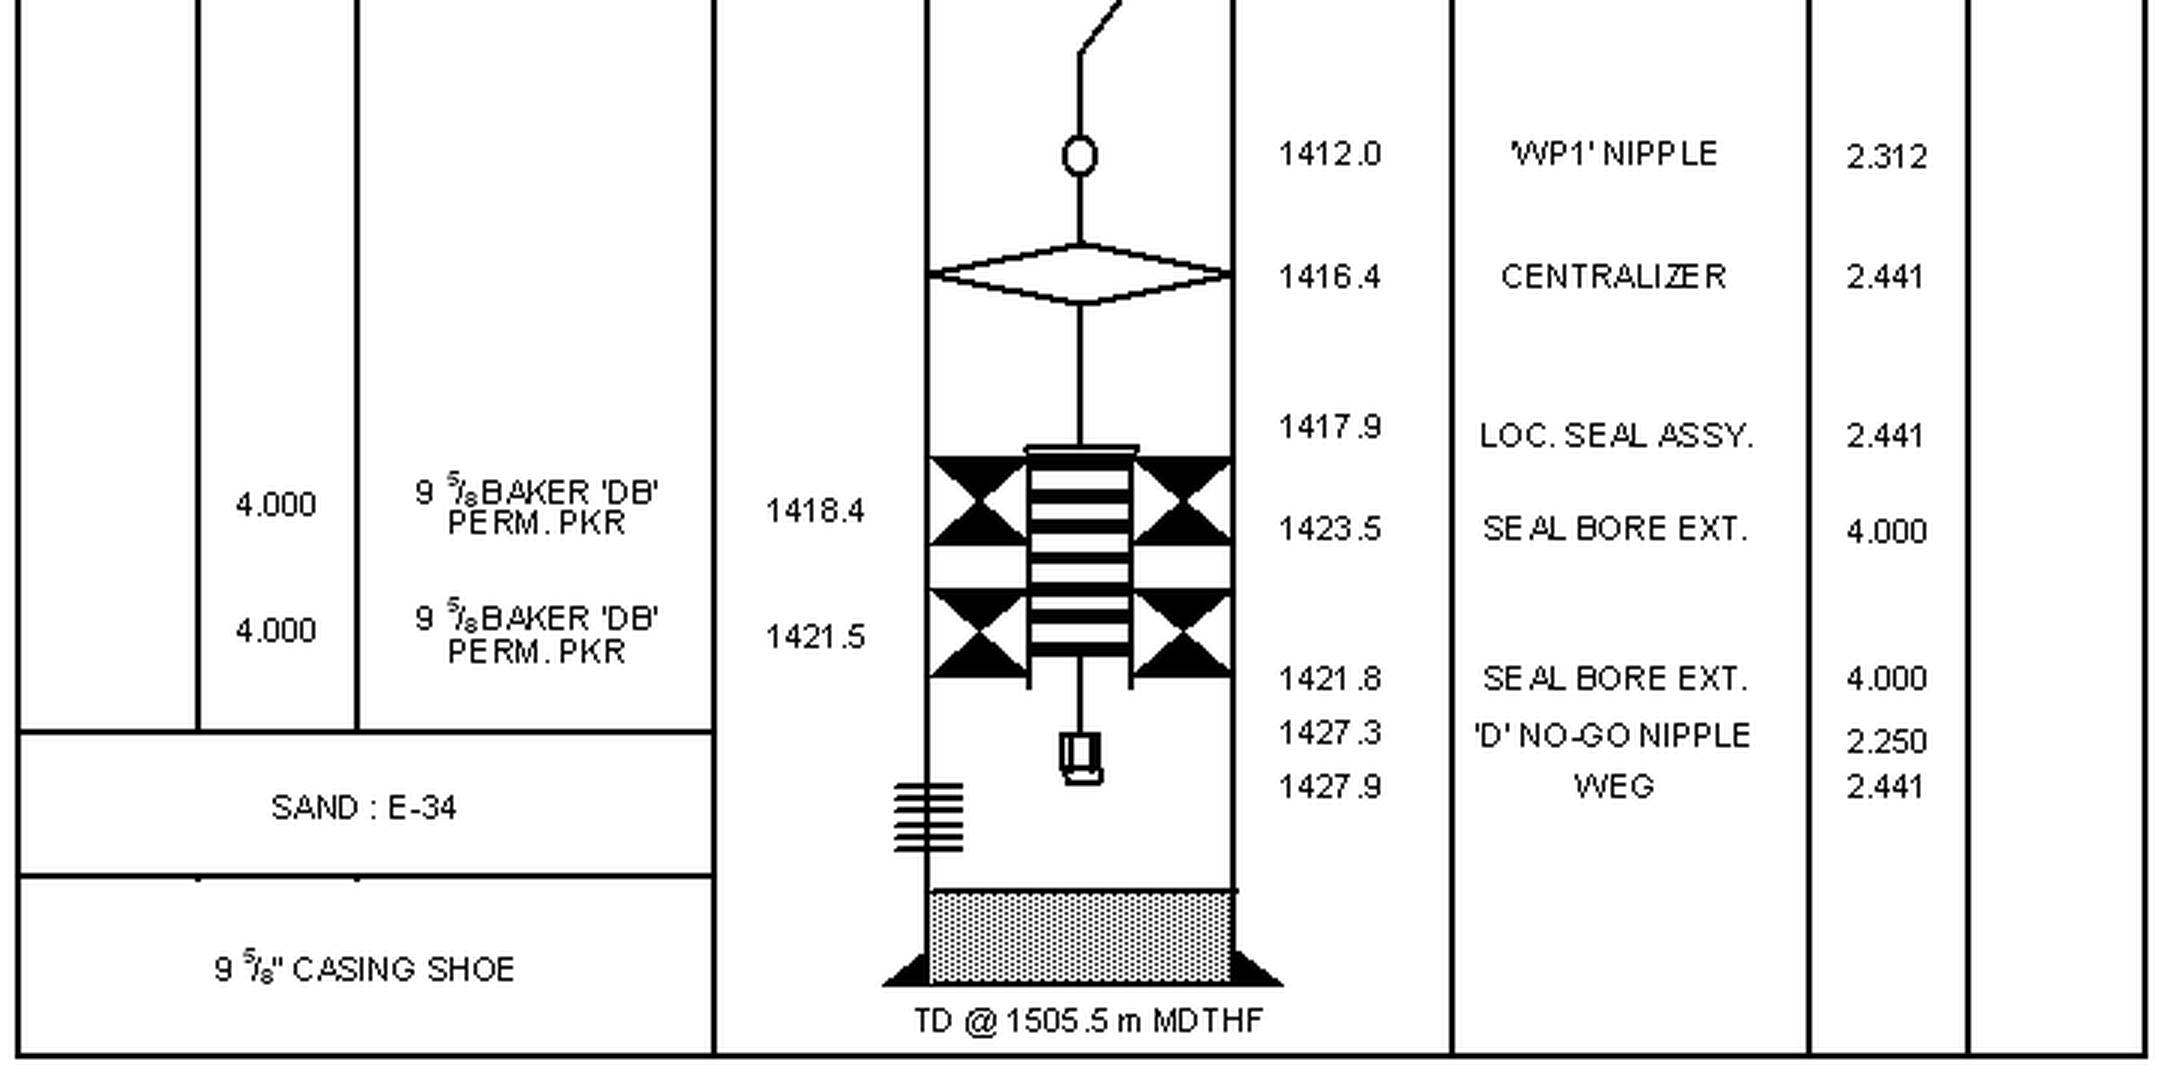 1412.0 'WP1' NIPPLE 2.312
1416.4 CENTRALIZER 2.441
1417.9 LOC. SEAL ASSY. 2.441
4.000 9 5/8 BAKER 'DB' 1418.4
PERM. PKR
1423.5 SEAL BORE EXT. 4.000
4.000 9 5/8 BAKER 'DB' 1421.5
PERM. PKR
1421.8 SEAL BORE EXT. 4.000
1427.3 'D' NO-GO NIPPLE 2.250
1427.9 WEG 2.441
SAND : E-34
9 5/8" CASING SHOE
TD @ 1505.5 m MDTHF